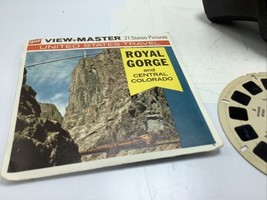 gaf VIEW-MASTER 21 Stereo Pictures
UNITED STATES TRAVEL
ROYAL
GORGE
and
CENTRAL
COLORADO